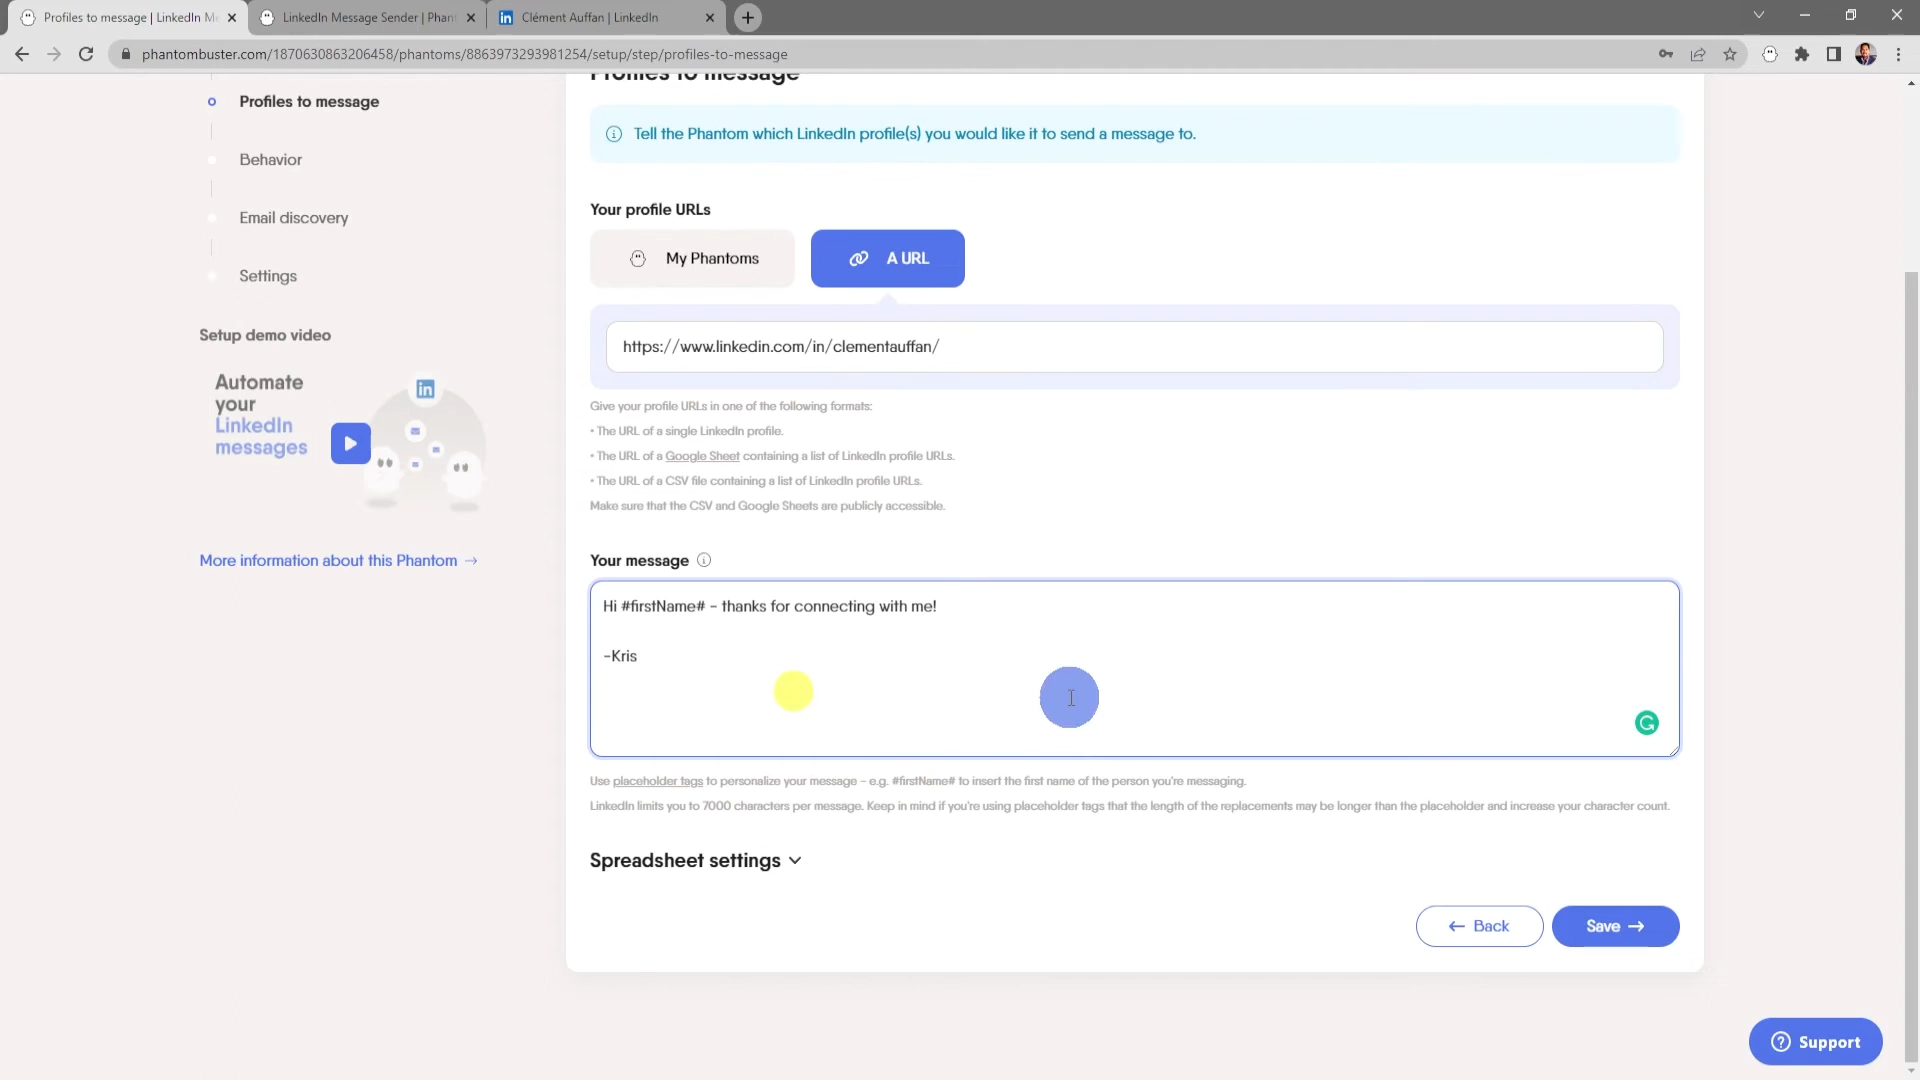 Profiles to message | LinkedIn Me
LinkedIn Message Sender | Phant
Clément Auffan | LinkedIn
phantombuster.com/1870630863206458/phantoms/8863973293981254/setup/step/profiles-to-message
Profiles to message
Profiles to message
Behavior
Email discovery
Settings
Setup demo video
Automate
your
LinkedIn
messages
More information about this Phantom →
Tell the Phantom which LinkedIn profile(s) you would like it to send a message to.
Your profile URLs
My Phantoms
A URL
https://www.linkedin.com/in/clementauffan/
Give your profile URLs in one of the following formats:
• The URL of a single LinkedIn profile.
• The URL of a Google Sheet containing a list of LinkedIn profile URLs.
• The URL of a CSV file containing a list of LinkedIn profile URLs.
Make sure that the CSV and Google Sheets are publicly accessible.
Your message
Hi #firstName# - thanks for connecting with me!
-Kris
Use placeholder tags to personalize your message – e.g. #firstName# to insert the first name of the person you're messaging.
LinkedIn limits you to 7000 characters per message. Keep in mind if you're using placeholder tags that the length of the replacements may be longer than the placeholder and increase your character count.
Spreadsheet settings
← Back
Save →
Support